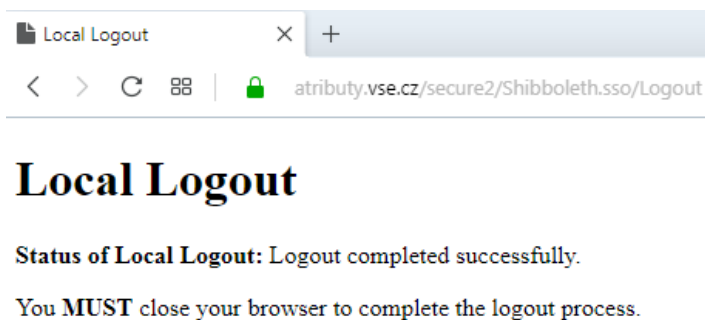 Local Logout
atributy.vse.cz/secure2/Shibboleth.sso/Logout
Local Logout
Status of Local Logout: Logout completed successfully.
You MUST close your browser to complete the logout process.